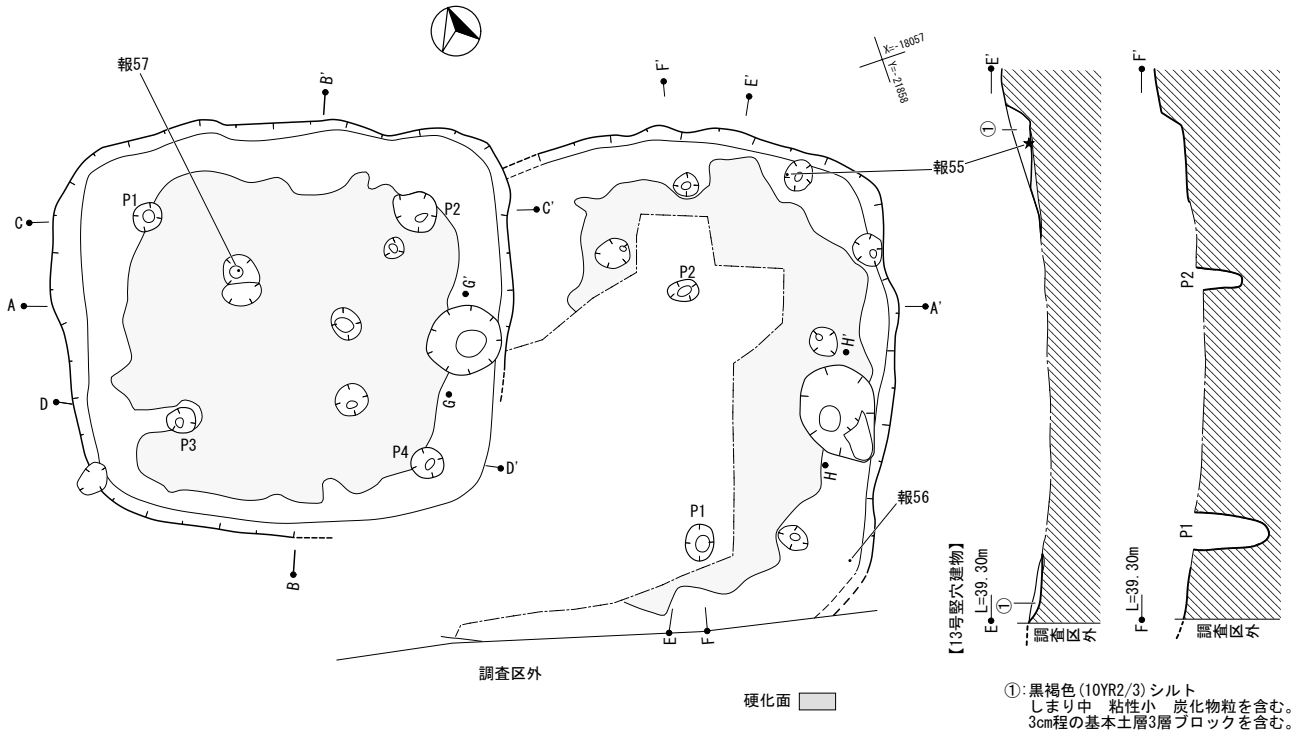 報57
B'
F'
E'
X=-18057
Y=-21858
E'
F'
①
P1
P2
報55
C
C'
P2
P2
A
G'
A'
H'
D
G
P3
P4
D'
H
P1
報56
P1
B
E
F
【13号竪穴建物】
L=39.30m
E
①
調査区外
L=39.30m
F
調査区外
調査区外
硬化面
①:黒褐色(10YR2/3)シルト
しまり中 粘性小 炭化物粒を含む。
3cm程の基本土層3層ブロックを含む。